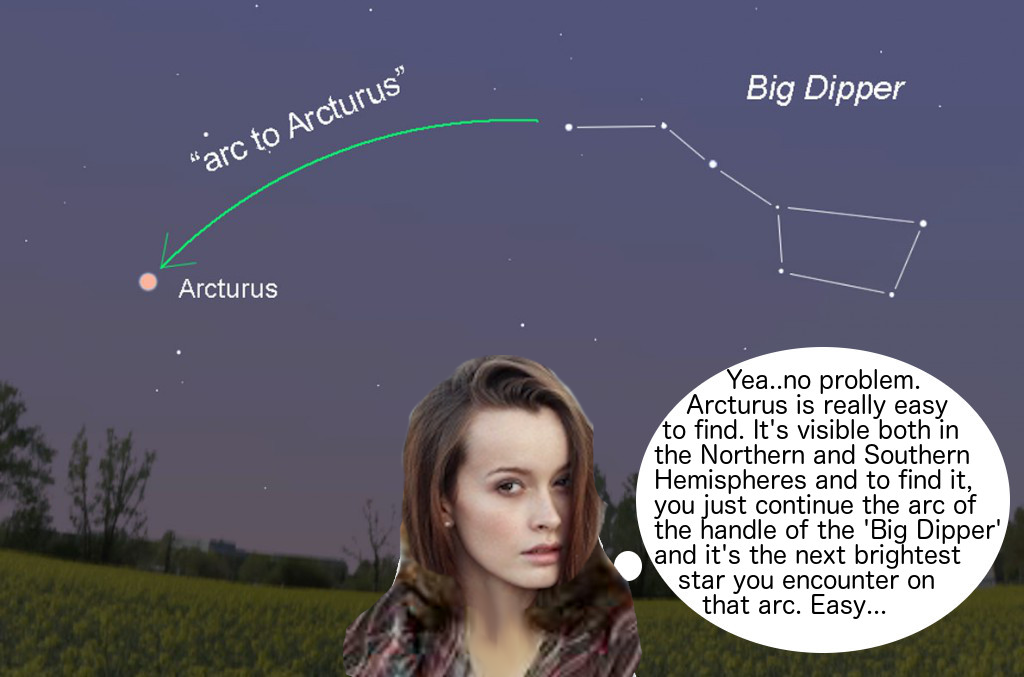 “arc to Arcturus”
Big Dipper
Arcturus
Yea..no problem.
Arcturus is really easy
to find. It's visible both in
the Northern and Southern
Hemispheres and to find it,
you just continue the arc of
the handle of the 'Big Dipper'
and it's the next brightest
star you encounter on
that arc. Easy...